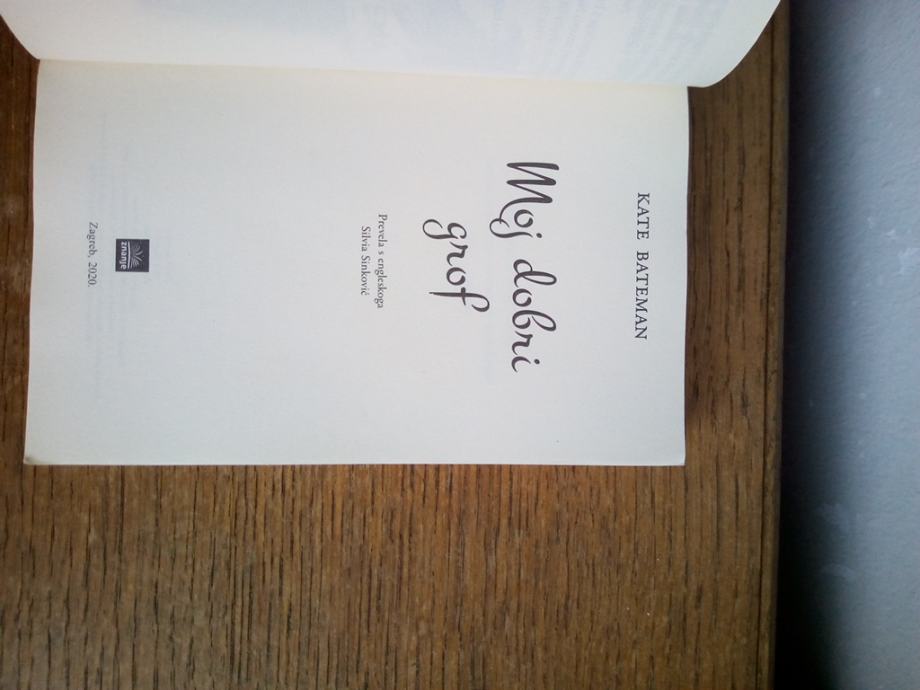 KATE BATEMAN
Moj dobri
grof
Prevela s engleskoga
Silvia Sinković
znanje
Zagreb, 2020.